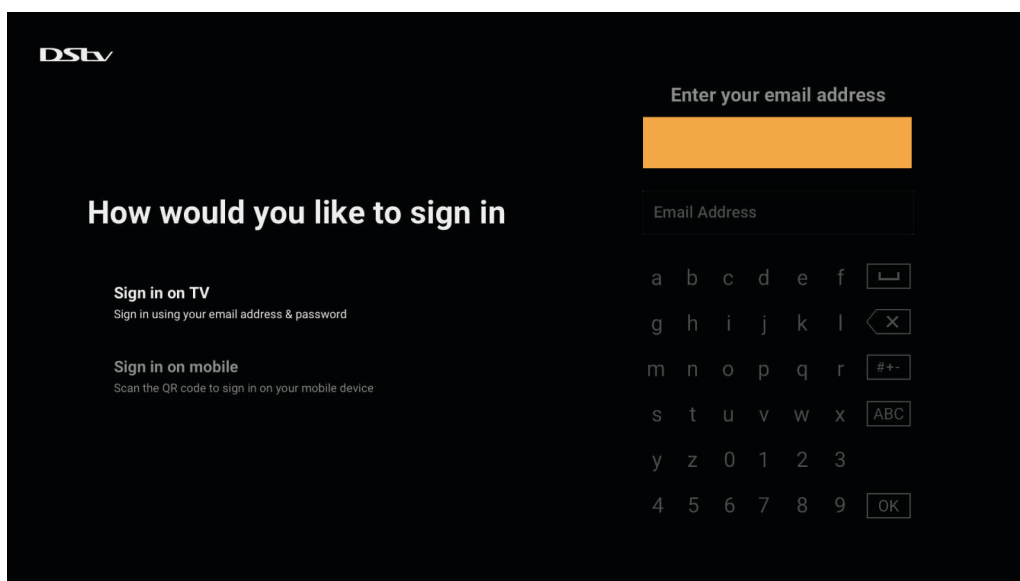 DStv
How would you like to sign in
Sign in on TV
Sign in using your email address & password
Sign in on mobile
Scan the QR code to sign in on your mobile device
Enter your email address
Email Address
a b c d e f
g h i j k l
m n o p q r #+-
s t u v w x ABC
y z 0 1 2 3
4 5 6 7 8 9 OK